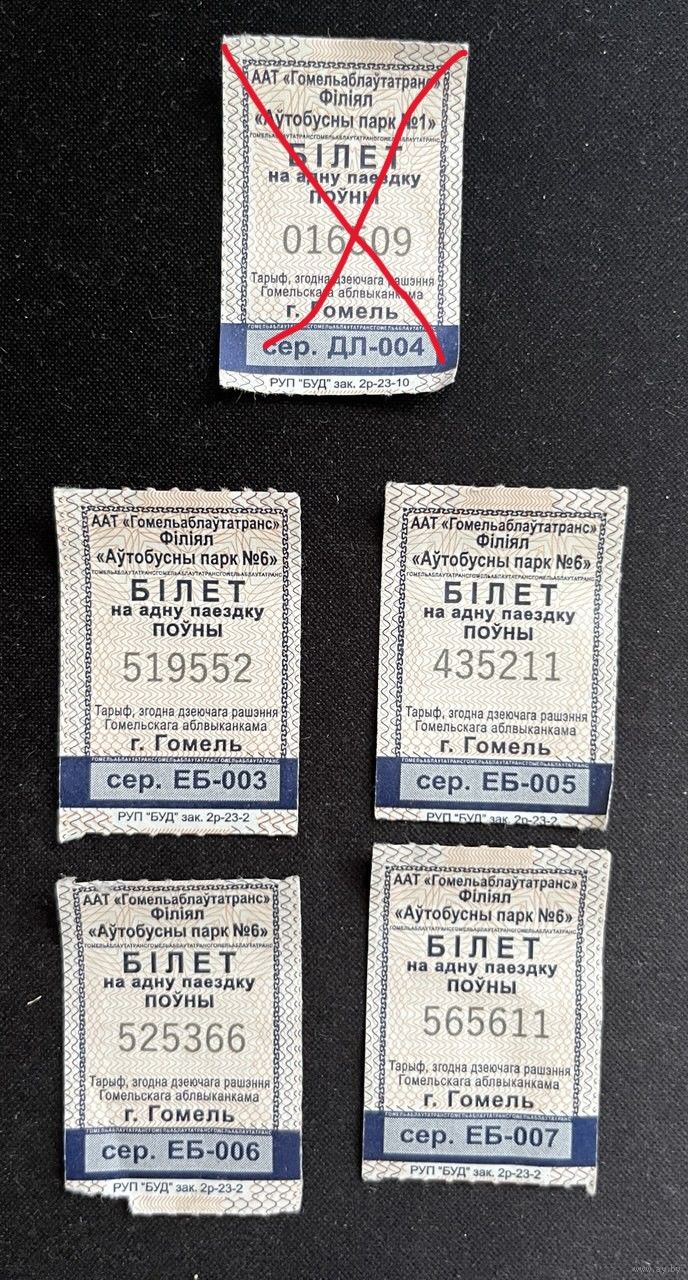 ААТ «Гомельаблаўтатранс»
Філіял
«Аўтобусны парк №1»
БІЛЕТ
на адну паездку
ПОЎНЫ
016509
Тарыф, згодна дзеючага рашэння
Гомельскага аблвыканкама
г. Гомель
сер. ДЛ-004
РУП "БУД" зак. 2р-23-10
ААТ «Гомельаблаўтатранс»
Філіял
«Аўтобусны парк №6»
БІЛЕТ
на адну паездку
ПОЎНЫ
519552
Тарыф, згодна дзеючага рашэння
Гомельскага аблвыканкама
г. Гомель
сер. ЕБ-003
РУП "БУД" зак. 2р-23-2
ААТ «Гомельаблаўтатранс»
Філіял
«Аўтобусны парк №6»
БІЛЕТ
на адну паездку
ПОЎНЫ
435211
Тарыф, згодна дзеючага рашэння
Гомельскага аблвыканкама
г. Гомель
сер. ЕБ-005
РУП "БУД" зак. 2р-23-2
ААТ «Гомельаблаўтатранс»
Філіял
«Аўтобусны парк №6»
БІЛЕТ
на адну паездку
ПОЎНЫ
525366
Тарыф, згодна дзеючага рашэння
Гомельскага аблвыканкама
г. Гомель
сер. ЕБ-006
РУП "БУД" зак. 2р-23-2
ААТ «Гомельаблаўтатранс»
Філіял
«Аўтобусны парк №6»
БІЛЕТ
на адну паездку
ПОЎНЫ
565611
Тарыф, згодна дзеючага рашэння
Гомельскага аблвыканкама
г. Гомель
сер. ЕБ-007
РУП "БУД" зак. 2р-23-2
www.ay.by